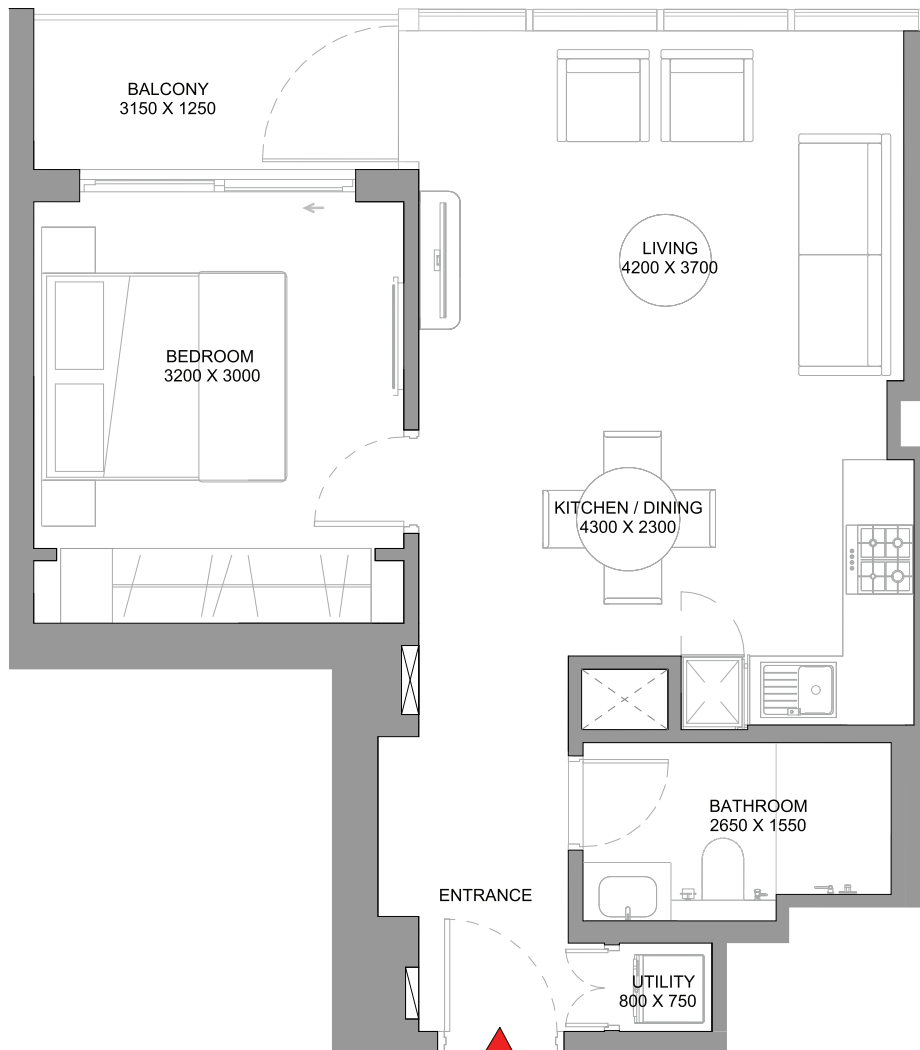 BALCONY
3150 X 1250
LIVING
4200 X 3700
BEDROOM
3200 X 3000
KITCHEN / DINING
4300 X 2300
BATHROOM
2650 X 1550
ENTRANCE
UTILITY
800 X 750